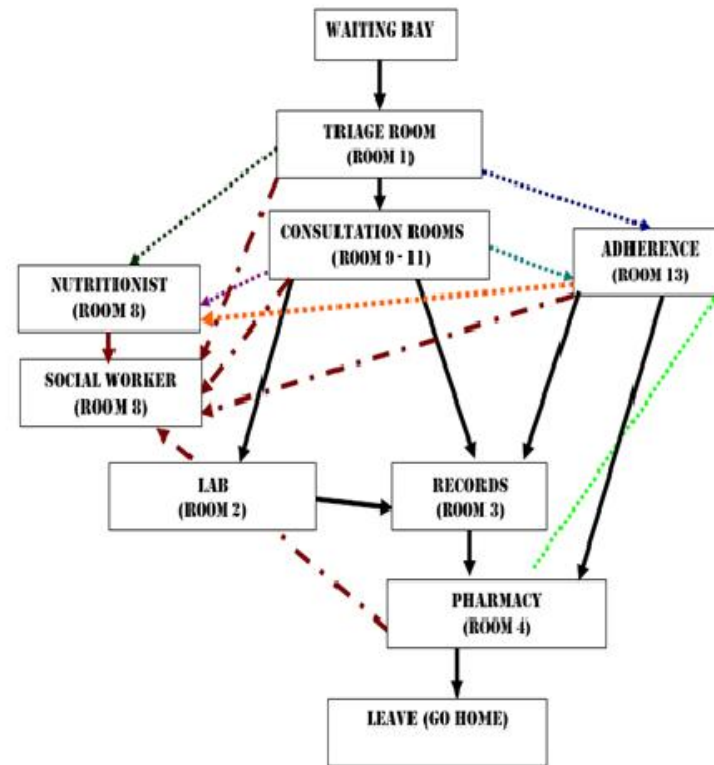 WAITING BAY
TRIAGE ROOM
(ROOM 1)
CONSULTATION ROOMS
(ROOM 9 - 11)
ADHERENCE
(ROOM 13)
NUTRITIONIST
(ROOM 8)
SOCIAL WORKER
(ROOM 8)
LAB
(ROOM 2)
RECORDS
(ROOM 3)
PHARMACY
(ROOM 4)
LEAVE (GO HOME)